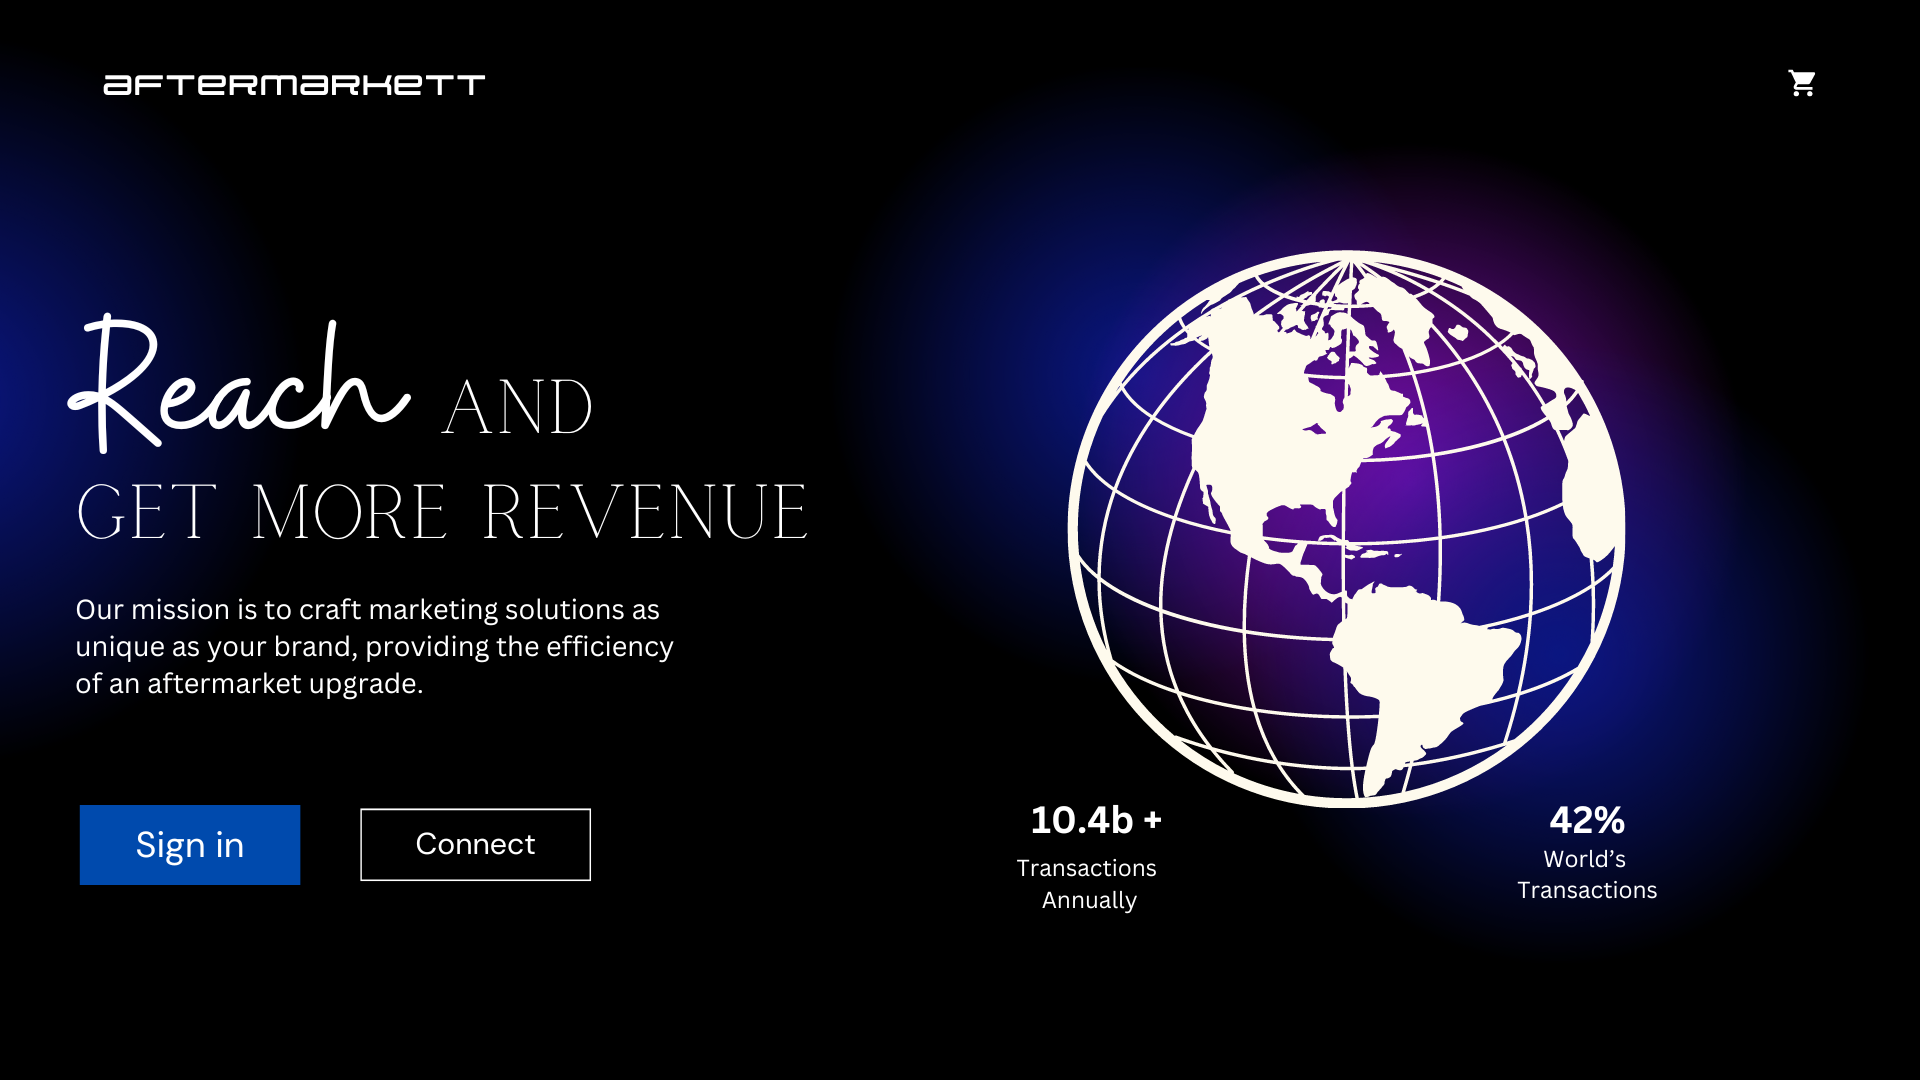 AFTERMARKETT
Reach AND
GET MORE REVENUE
Our mission is to craft marketing solutions as
unique as your brand, providing the efficiency
of an aftermarket upgrade.
Sign in
Connect
10.4b +
Transactions
Annually
42%
World’s
Transactions